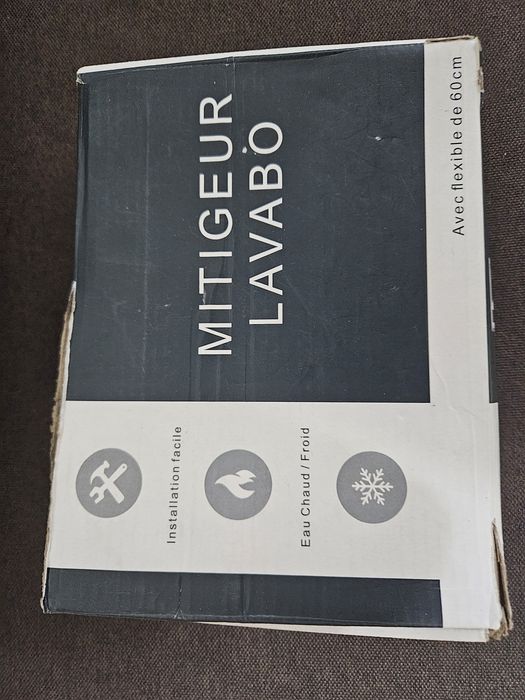 MITIGEUR
LAVABO
Avec flexible de 60cm
Installation facile
Eau Chaud / Froid